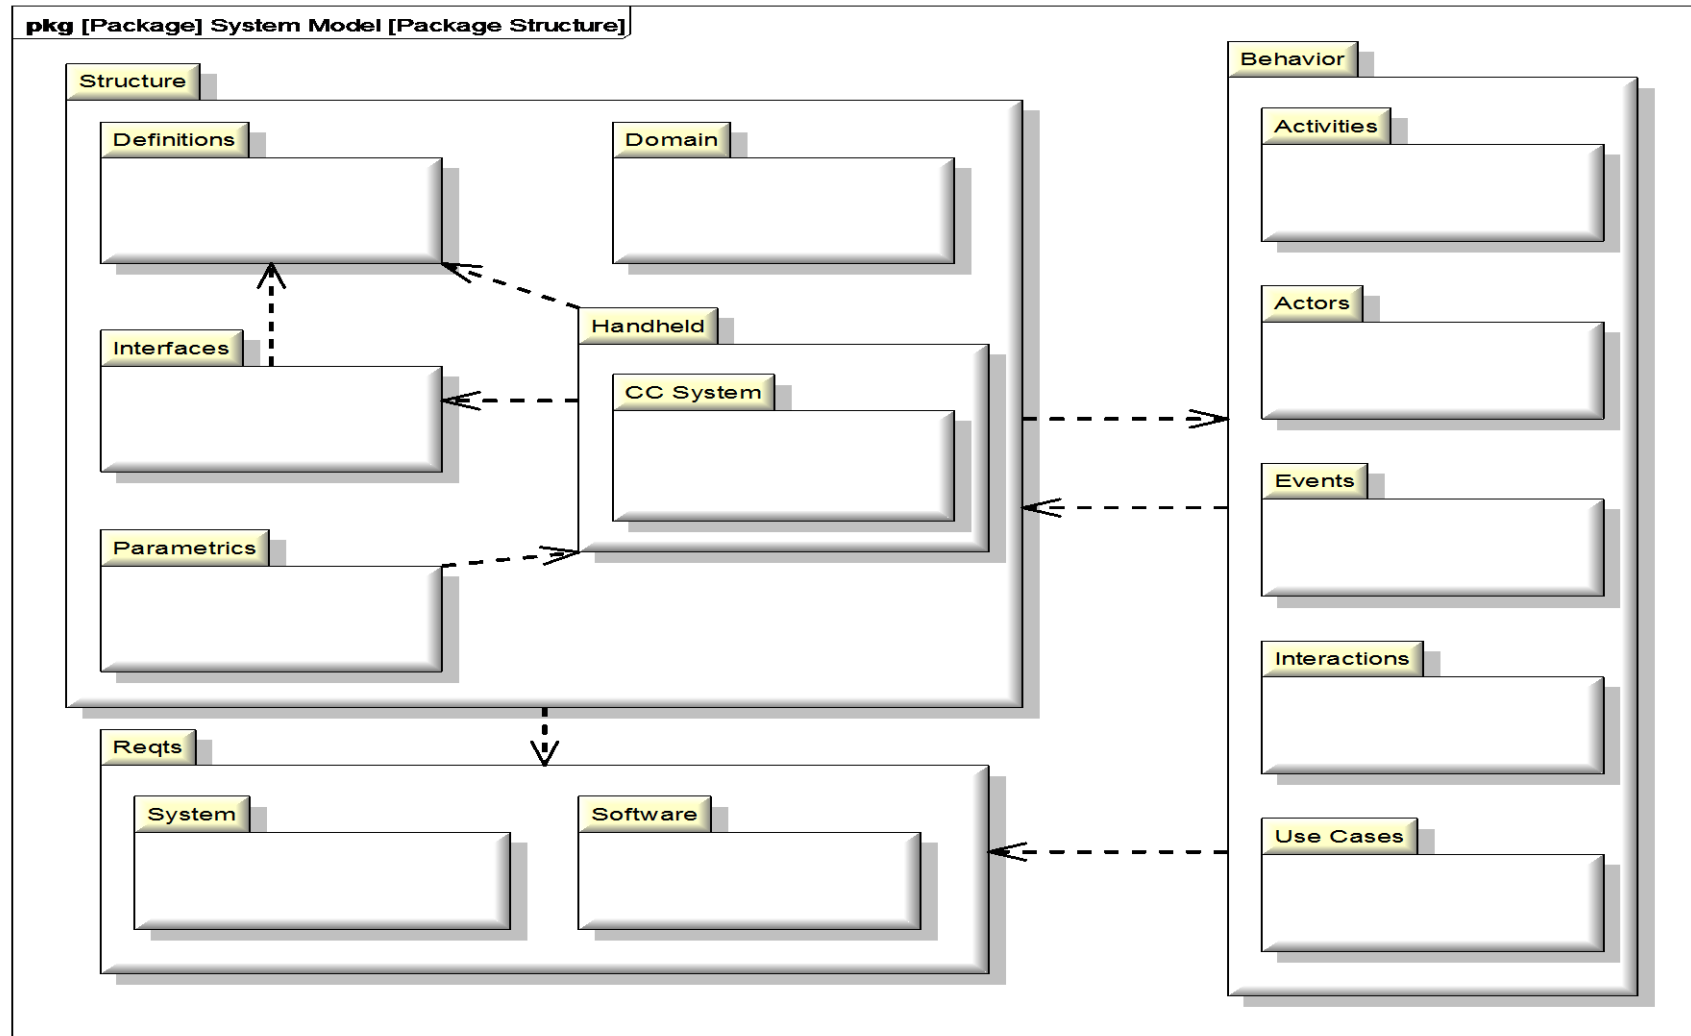 pkg [Package] System Model [Package Structure]
Structure
Definitions
Domain
Interfaces
Handheld
CC System
Parametrics
Reqts
System
Software
Behavior
Activities
Actors
Events
Interactions
Use Cases